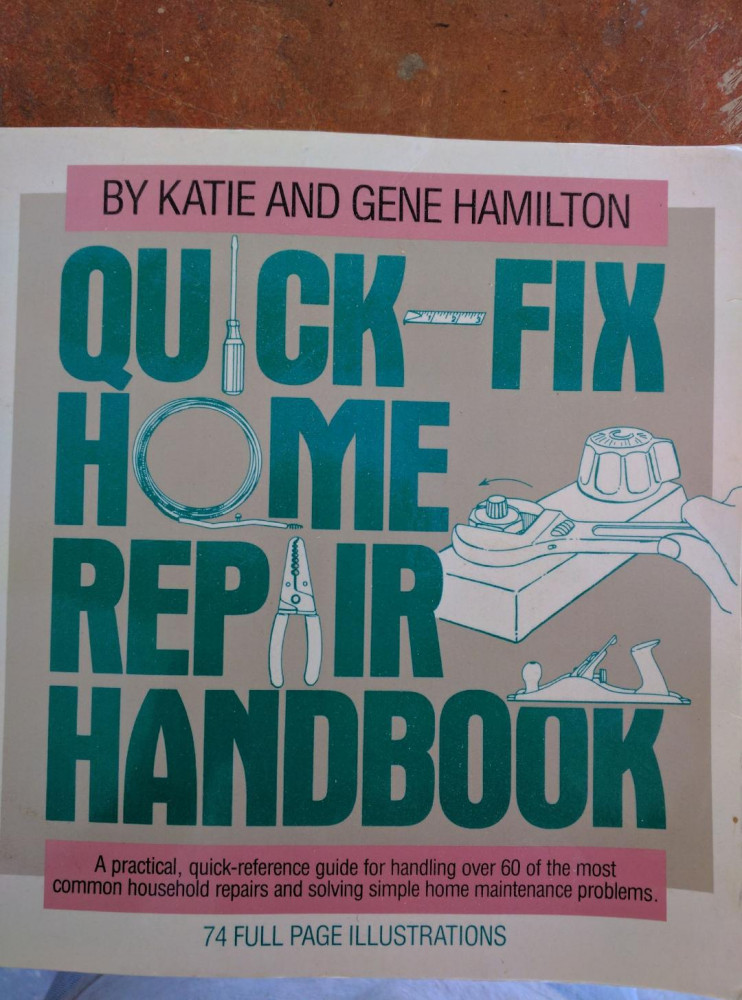 BY KATIE AND GENE HAMILTON
QUICK-FIX
HOME
REPAIR
HANDBOOK
A practical, quick-reference guide for handling over 60 of the most
common household repairs and solving simple home maintenance problems.
74 FULL PAGE ILLUSTRATIONS